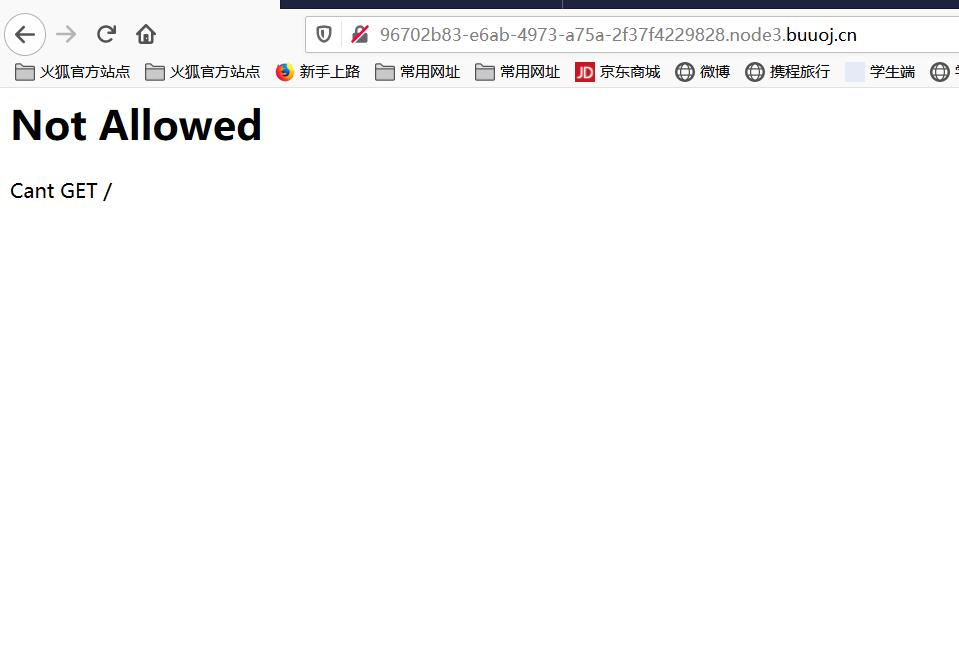 96702b83-e6ab-4973-a75a-2f37f4229828.node3.buuoj.cn
火狐官方站点 火狐官方站点 新手上路 常用网址 常用网址 JD 京东商城 微博 携程旅行 学生端
Not Allowed
Cant GET /